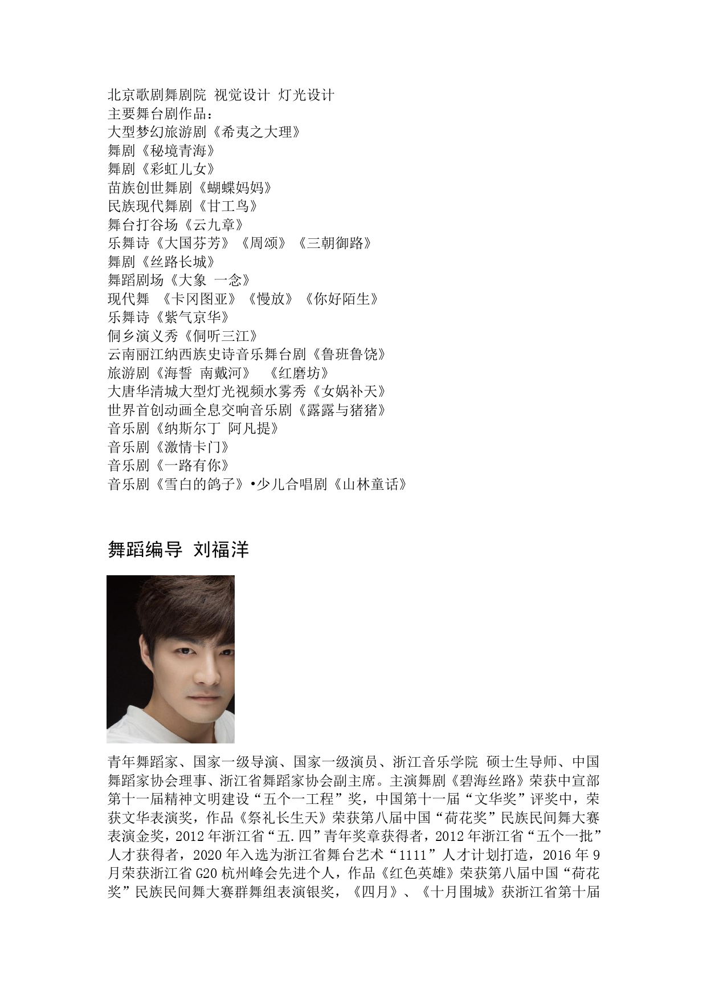 北京歌剧舞剧院 视觉设计 灯光设计
主要舞台剧作品：
大型梦幻旅游剧《希夷之大理》
舞剧《秘境青海》
舞剧《彩虹儿女》
苗族创世舞剧《蝴蝶妈妈》
民族现代舞剧《甘工鸟》
舞台打谷场《云九章》
乐舞诗《大国芬芳》《周颂》《三朝御路》
舞剧《丝路长城》
舞蹈剧场《大象 一念》
现代舞 《卡冈图亚》《慢放》《你好陌生》
乐舞诗《紫气京华》
侗乡演义秀《侗听三江》
云南丽江纳西族史诗音乐舞台剧《鲁班鲁饶》
旅游剧《海誓 南戴河》 《红磨坊》
大唐华清城大型灯光视频水雾秀《女娲补天》
世界首创动画全息交响音乐剧《露露与猪猪》
音乐剧《纳斯尔丁 阿凡提》
音乐剧《激情卡门》
音乐剧《一路有你》
音乐剧《雪白的鸽子》•少儿合唱剧《山林童话》
舞蹈编导 刘福洋
青年舞蹈家、国家一级导演、国家一级演员、浙江音乐学院 硕士生导师、中国
舞蹈家协会理事、浙江省舞蹈家协会副主席。主演舞剧《碧海丝路》荣获中宣部
第十一届精神文明建设“五个一工程”奖，中国第十一届“文华奖”评奖中，荣
获文华表演奖，作品《祭礼长生天》荣获第八届中国“荷花奖”民族民间舞大赛
表演金奖，2012 年浙江省“五.四”青年奖章获得者，2012 年浙江省“五个一批”
人才获得者，2020 年入选为浙江省舞台艺术“1111”人才计划打造，2016 年 9
月荣获浙江省 G20 杭州峰会先进个人，作品《红色英雄》荣获第八届中国“荷花
奖”民族民间舞大赛群舞组表演银奖，《四月》、《十月围城》获浙江省第十届